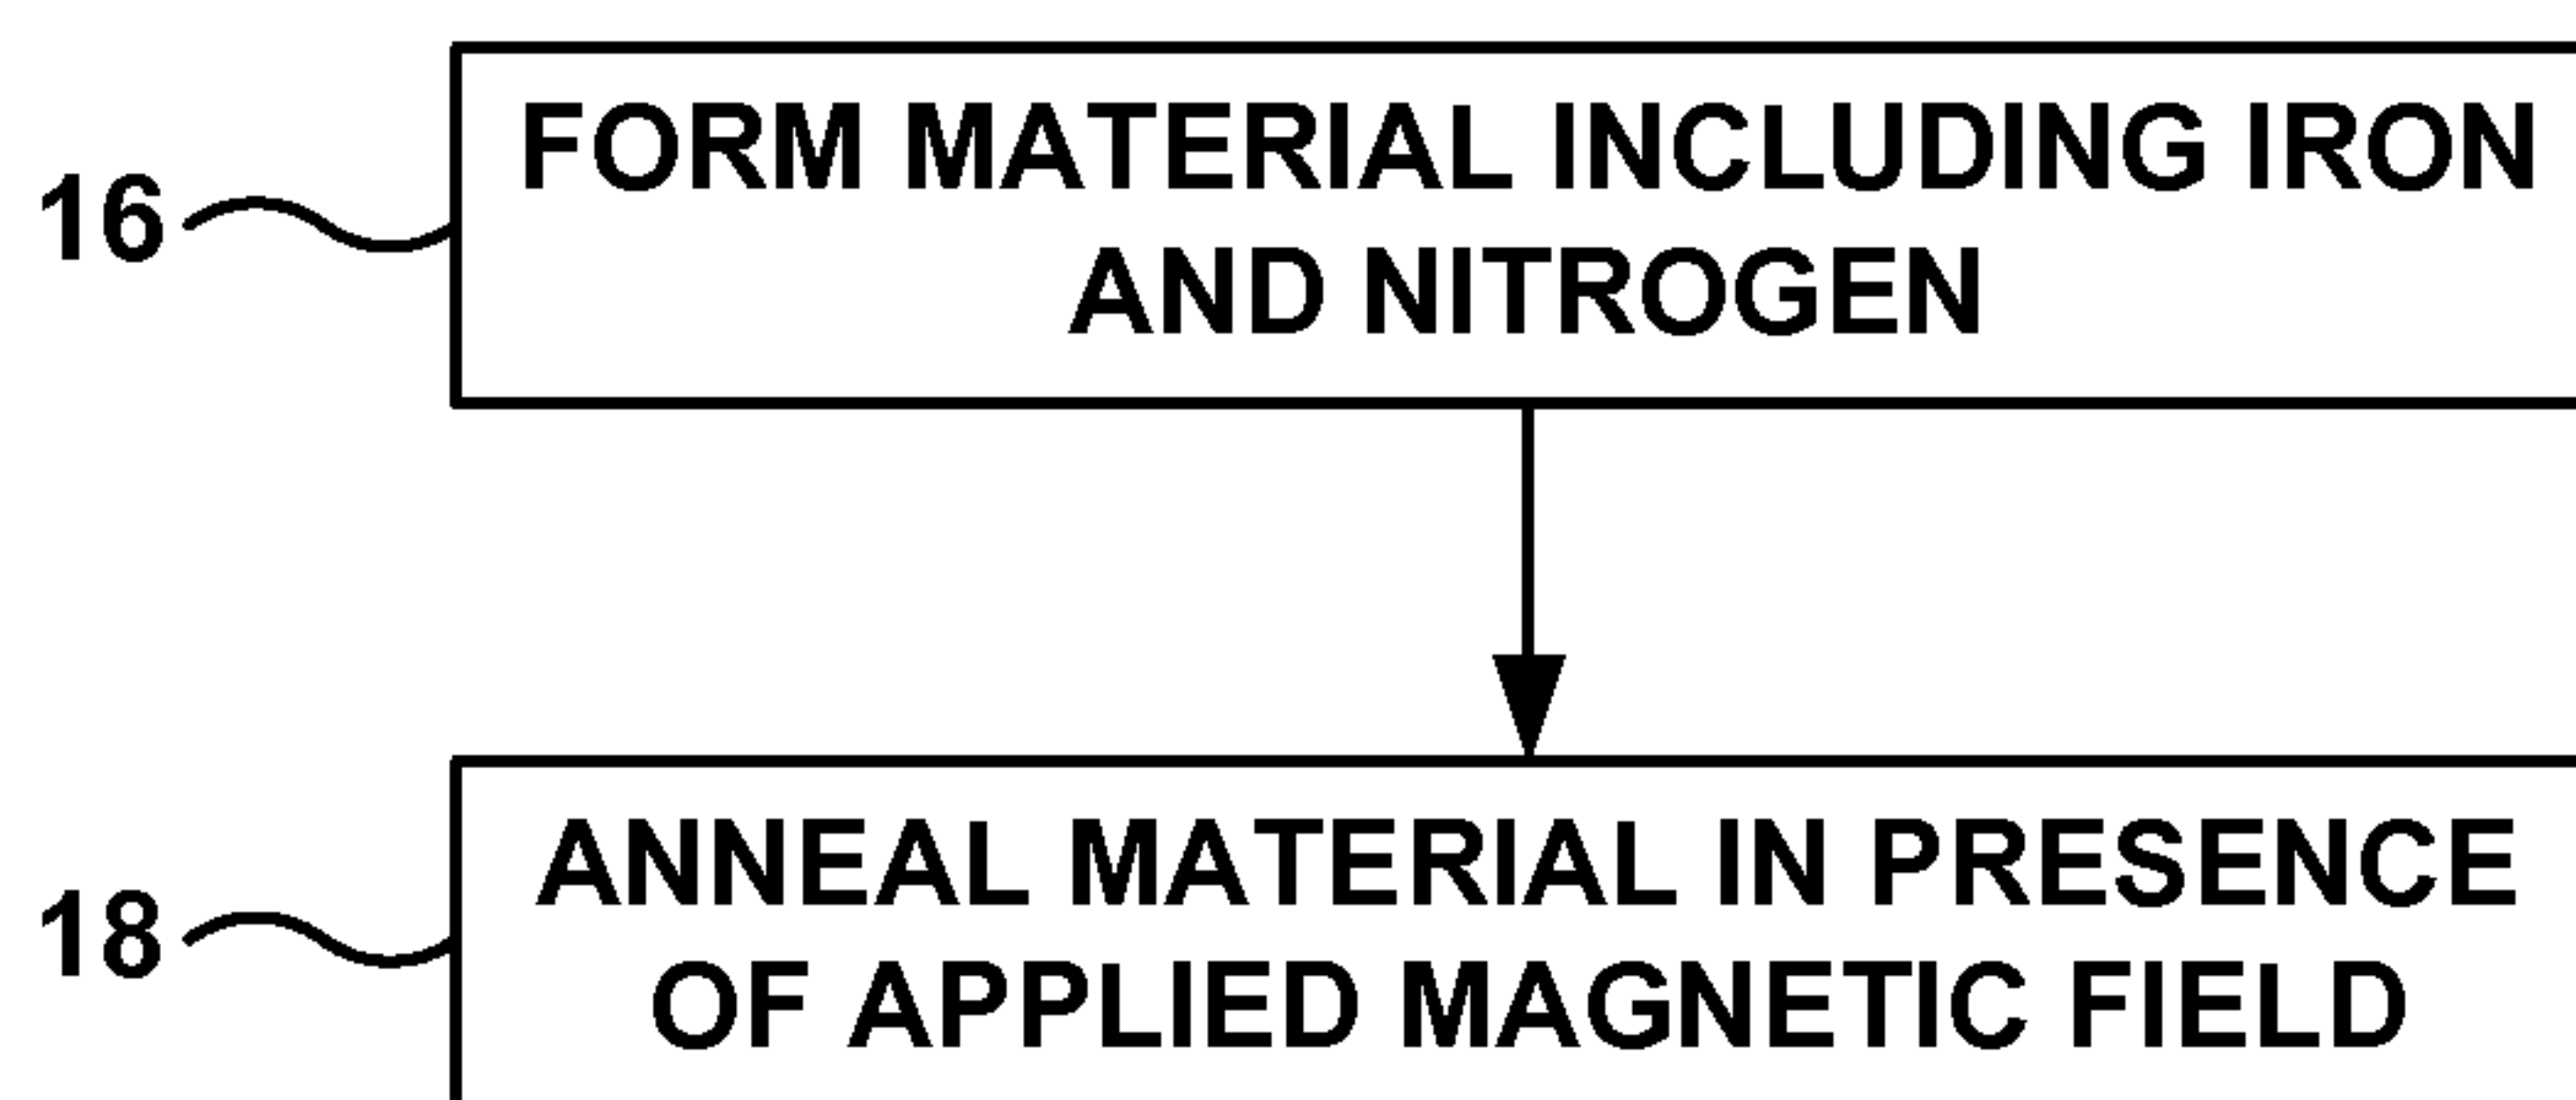 16
FORM MATERIAL INCLUDING IRON
AND NITROGEN
18
ANNEAL MATERIAL IN PRESENCE
OF APPLIED MAGNETIC FIELD